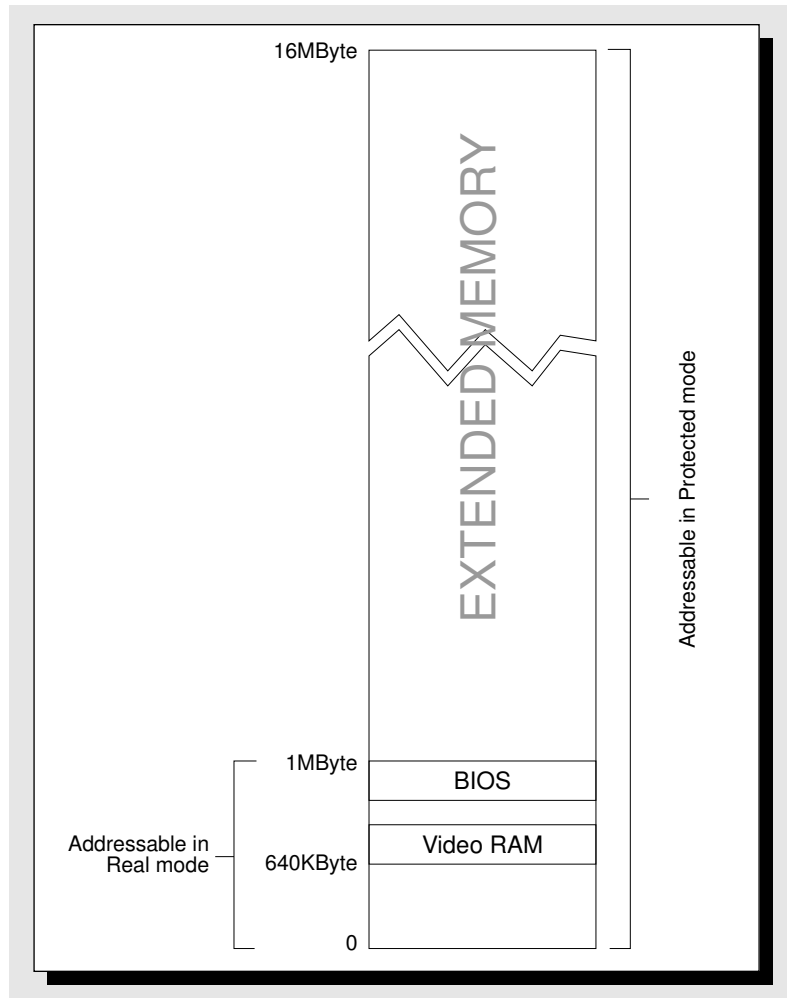 16MByte
EXTENDED MEMORY
Addressable in Protected mode
1MByte
BIOS
Video RAM
Addressable in
Real mode
640KByte
0